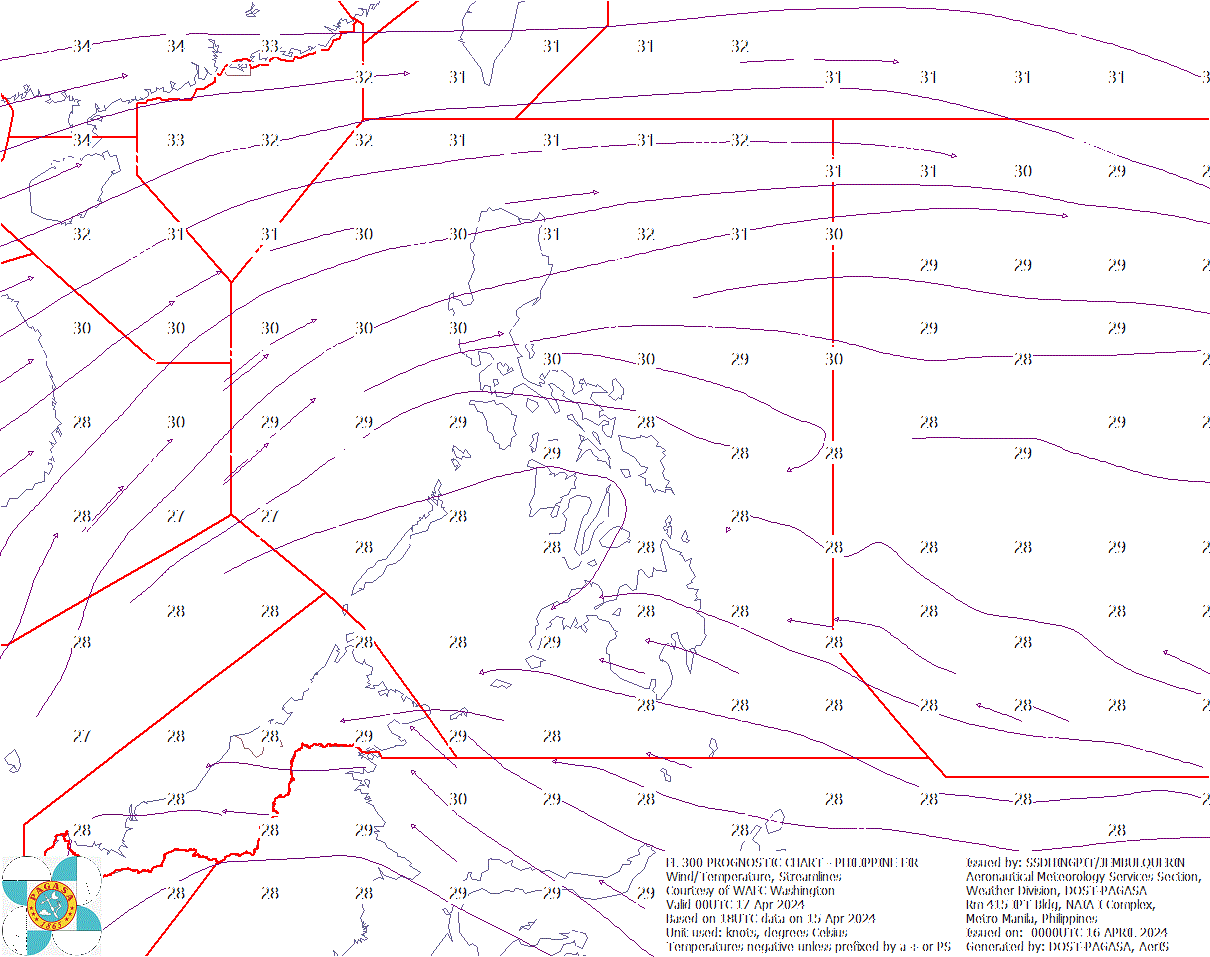 34 34 33 31 31 32
32 31 31 31 31 31 3
34 33 32 32 31 31 31 32
31 31 30 29 2
32 31 31 30 30 31 32 31 30
29 29 29 2
30 30 30 30 30 29 29
30 30 29 30 28 2
28 30 29 29 29 28 28 29 2
29 28 28 29
28 27 27 28 28
28 28 28 28 28 28 29 2
28 28 28 28 28 28 2
28 28 28 29 28 28
28 28 28 28 28 2
27 28 28 29 29 28
28 30 29 28 28 28 28 2
28 28 29 28 28
28 28 29 28 29 29 29
PAGASA
1865
FL 300 PROGNOSTIC CHART - PHILIPPINE FIR
Wind/Temperature, Streamlines
Courtesy of WAFC Washington
Valid 00UTC 17 Apr 2024
Based on 18UTC data on 15 Apr 2024
Unit used: knots, degrees Celsius
Temperatures negative unless prefixed by a + or PS
Issued by:
Aeronautical Meteorology Services Section,
Weather Division, DOST-PAGASA
Rm 415 IPT Bldg, NAIA I Complex,
Metro Manila, Philippines
Issued on: 0000UTC 16 APRIL 2024
Generated by: DOST-PAGASA, AerIS